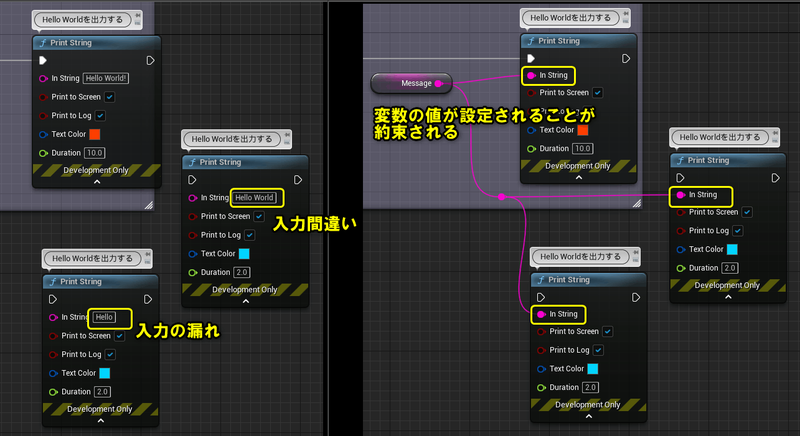 Hello Worldを出力する
Print String
In String Hello World!
Print to Screen
Print to Log
Text Color
Duration 10.0
Development Only
Hello Worldを出力する
Print String
In String Hello World
入力間違い
Print to Screen
Print to Log
Text Color
Duration 2.0
Development Only
Hello Worldを出力する
Print String
In String Hello
入力の漏れ
Print to Screen
Print to Log
Text Color
Duration 2.0
Development Only
Hello Worldを出力する
Print String
In String
Print to Screen
Text Color
Duration 10.0
Development Only
Message
変数の値が設定されることが
約束される
Hello Worldを出力する
Print String
In String
Print to Screen
Print to Log
Text Color
Duration 2.0
Development Only
Hello Worldを出力する
Print String
In String
Print to Screen
Print to Log
Text Color
Duration 2.0
Development Only